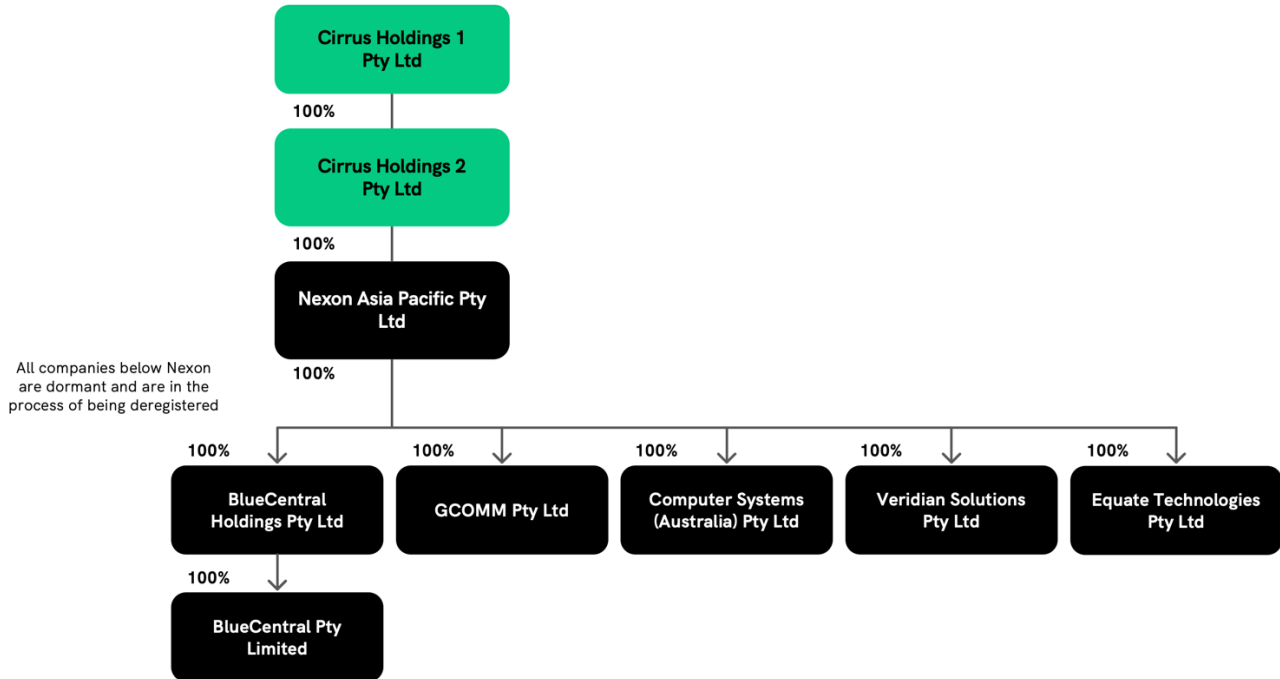 Cirrus Holdings 1
Pty Ltd
100%
Cirrus Holdings 2
Pty Ltd
100%
Nexon Asia Pacific Pty
Ltd
All companies below Nexon
are dormant and are in the
process of being deregistered
100%
100%
BlueCentral
Holdings Pty Ltd
100%
GCOMM Pty Ltd
100%
Computer Systems
(Australia) Pty Ltd
100%
Veridian Solutions
Pty Ltd
100%
Equate Technologies
Pty Ltd
100%
BlueCentral Pty
Limited